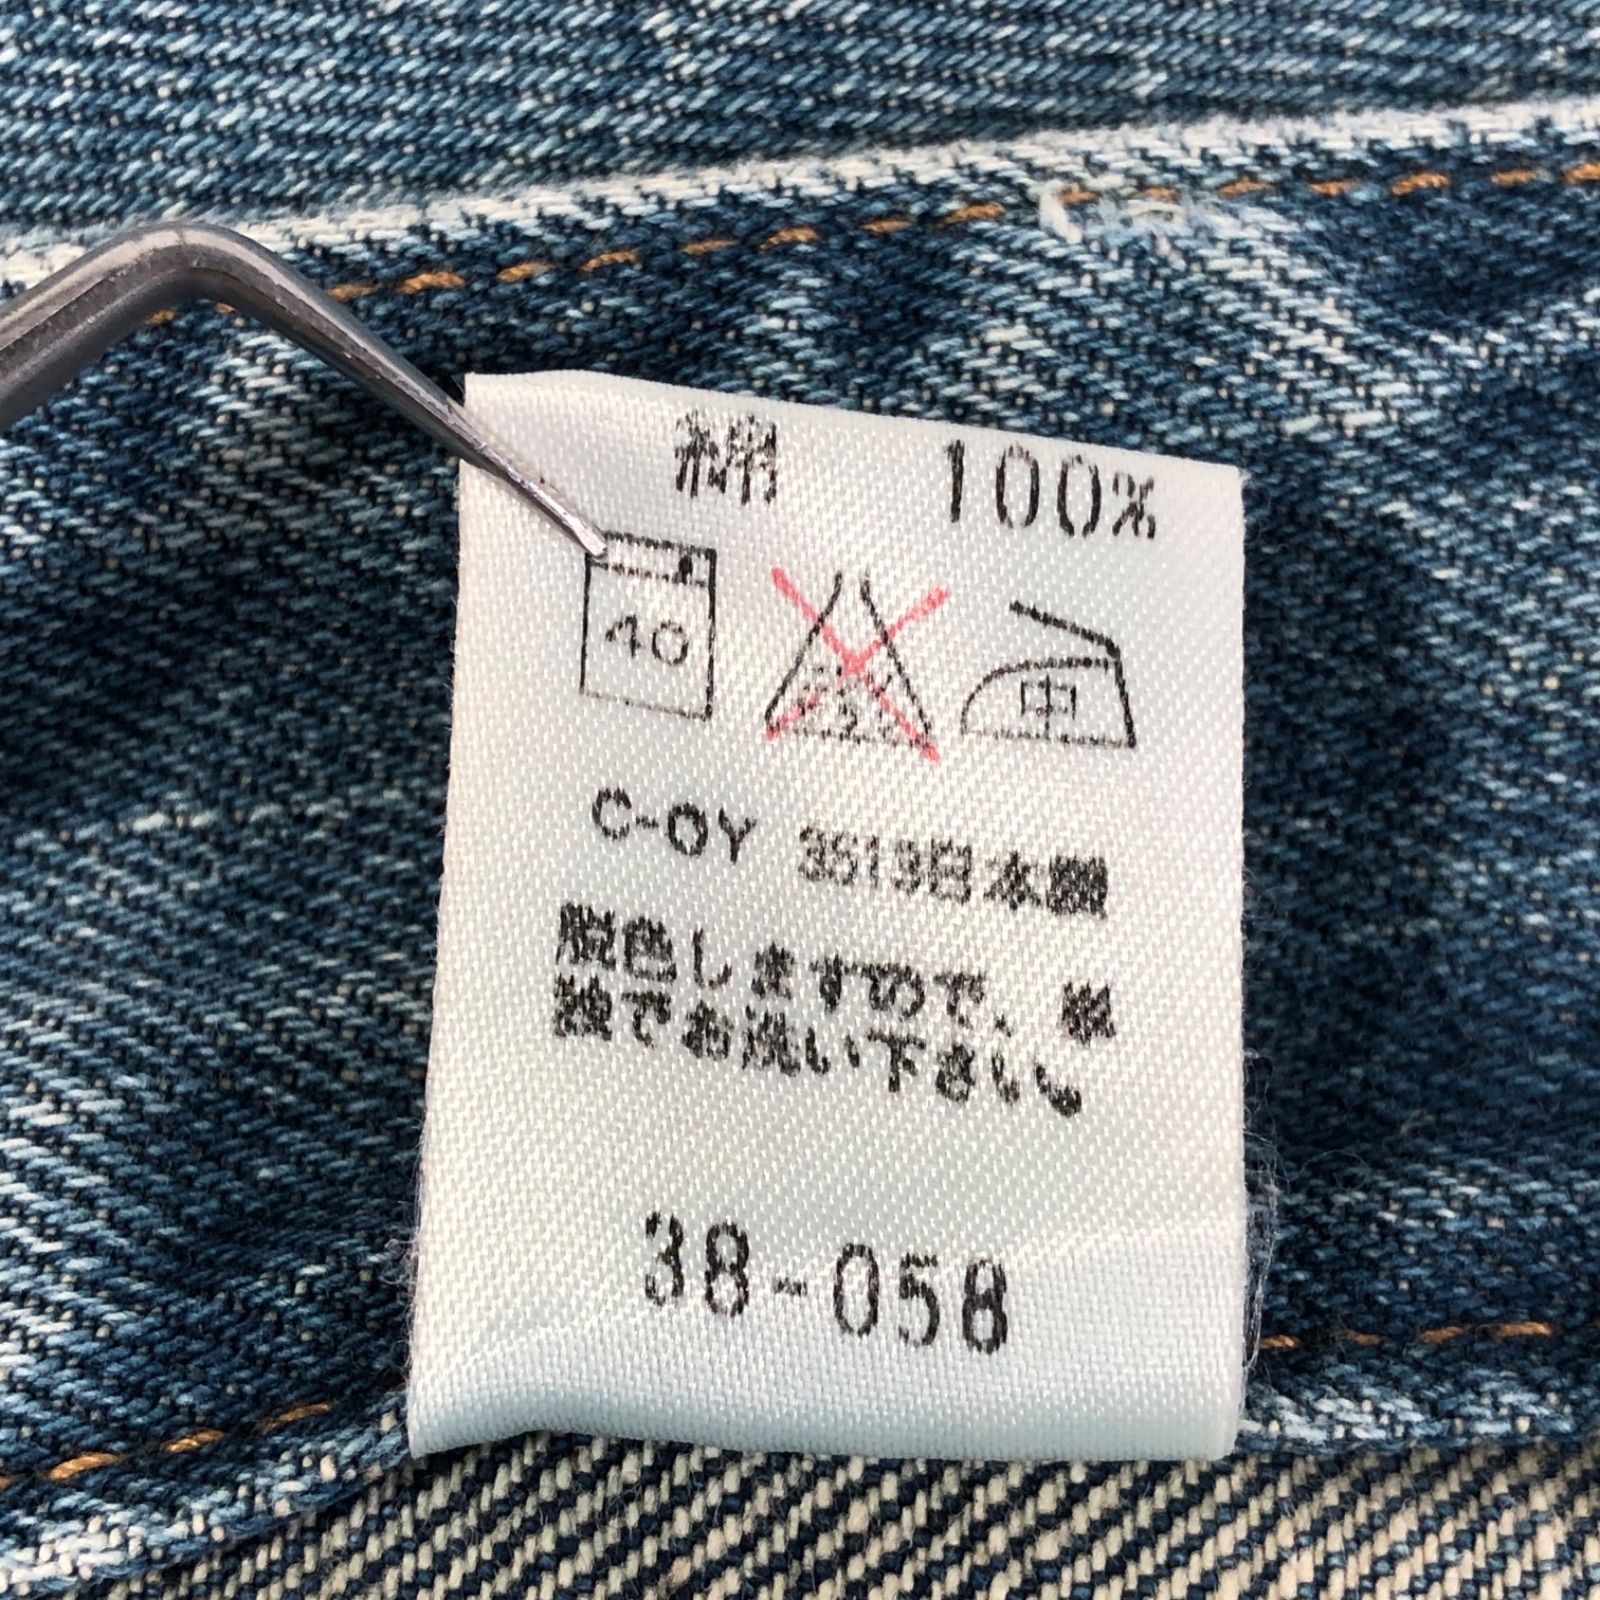 綿 100%
40 中
C-OY 3513日本製
脱色しますので、単
独でお洗い下さい
38-058